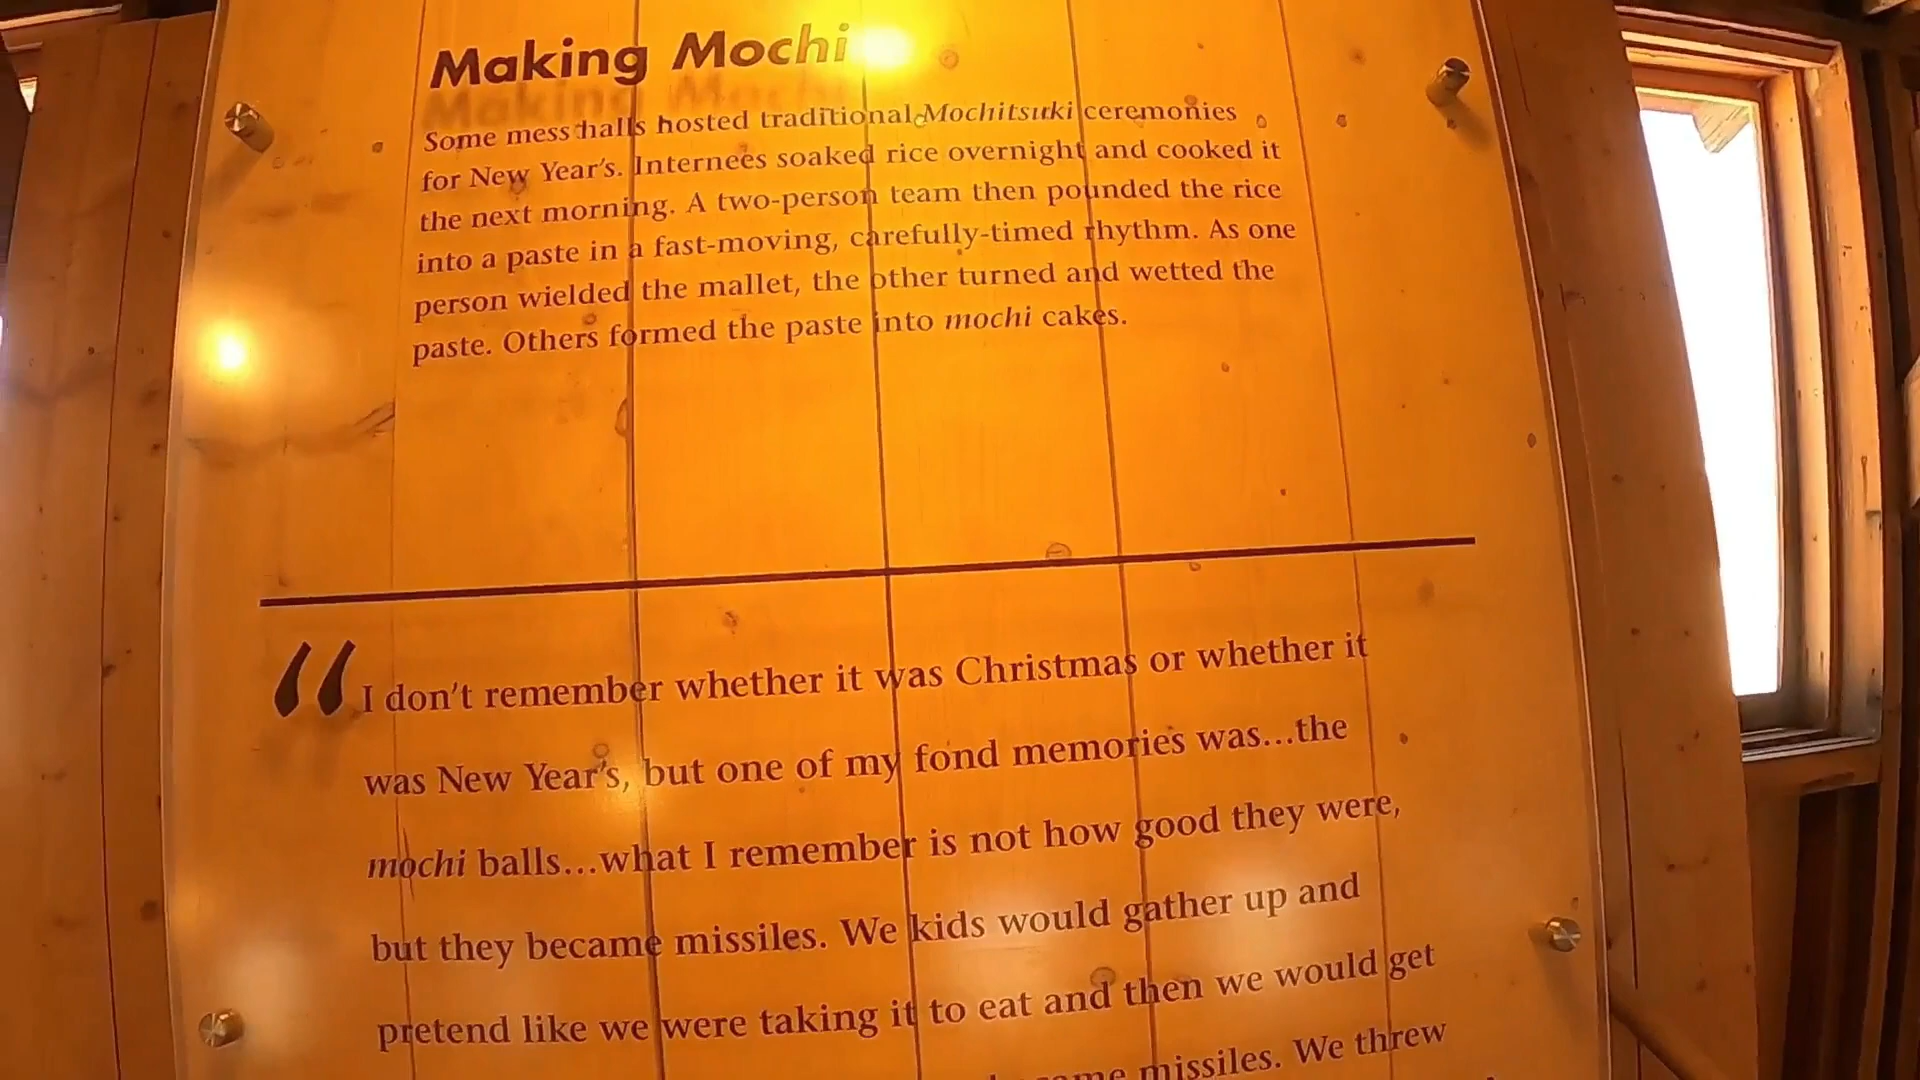 Making Mochi
Some mess halls hosted traditional Mochitsuki ceremonies
for New Year's. Internees soaked rice overnight and cooked it
the next morning. A two-person team then pounded the rice
into a paste in a fast-moving, carefully-timed rhythm. As one
person wielded the mallet, the other turned and wetted the
paste. Others formed the paste into mochi cakes.
“I don't remember whether it was Christmas or whether it
was New Year's, but one of my fond memories was...the
mochi balls...what I remember is not how good they were,
but they became missiles. We kids would gather up and
pretend like we were taking it to eat and then we would get
missiles. We threw